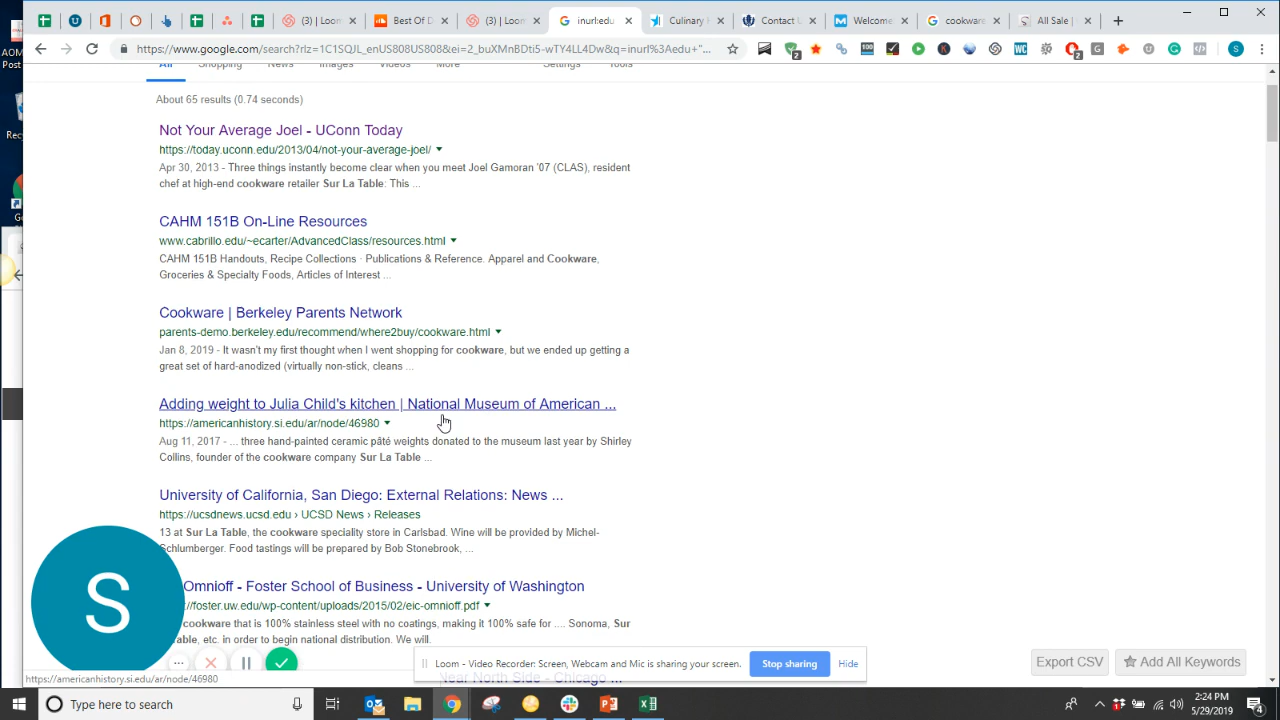 (3) | Loom
Best Of D
(3) | Loom
inurl:edu
Culinary H
Contact U
Welcome
cookware
All Sale |
https://www.google.com/search?rlz=1C1SQJL_enUS808US808&ei=2_buXMnBDti5-wTY4LL4Dw&q=inurl%3Aedu+"...
All Shopping News Images Videos More Settings Tools
About 65 results (0.74 seconds)
Not Your Average Joel - UConn Today
https://today.uconn.edu/2013/04/not-your-average-joel/
Apr 30, 2013 - Three things instantly become clear when you meet Joel Gamoran '07 (CLAS), resident
chef at high-end cookware retailer Sur La Table: This ...
CAHM 151B On-Line Resources
www.cabrillo.edu/~ecarter/AdvancedClass/resources.html
CAHM 151B Handouts, Recipe Collections · Publications & Reference. Apparel and Cookware,
Groceries & Specialty Foods, Articles of Interest ...
Cookware | Berkeley Parents Network
parents-demo.berkeley.edu/recommend/where2buy/cookware.html
Jan 8, 2019 - It wasn't my first thought when I went shopping for cookware, but we ended up getting a
great set of hard-anodized (virtually non-stick, cleans ...
Adding weight to Julia Child's kitchen | National Museum of American ...
https://americanhistory.si.edu/ar/node/46980
Aug 11, 2017 - ... three hand-painted ceramic pâté weights donated to the museum last year by Shirley
Collins, founder of the cookware company Sur La Table ...
University of California, San Diego: External Relations: News ...
https://ucsdnews.ucsd.edu › UCSD News › Releases
13 at Sur La Table, the cookware speciality store in Carlsbad. Wine will be provided by Michel-
Schlumberger. Food tastings will be prepared by Bob Stonebrook, ...
Omnioff - Foster School of Business - University of Washington
://foster.uw.edu/wp-content/uploads/2015/02/eic-omnioff.pdf
cookware that is 100% stainless steel with no coatings, making it 100% safe for .... Sonoma, Sur
able, etc. in order to begin national distribution. We will.
S
Loom - Video Recorder: Screen, Webcam and Mic is sharing your screen.
Stop sharing
Hide
Near North Side - Chicago ...
Export CSV
Add All Keywords
https://americanhistory.si.edu/ar/node/46980
Type here to search
2:24 PM
5/29/2019
AOM
Post
Recy
Go